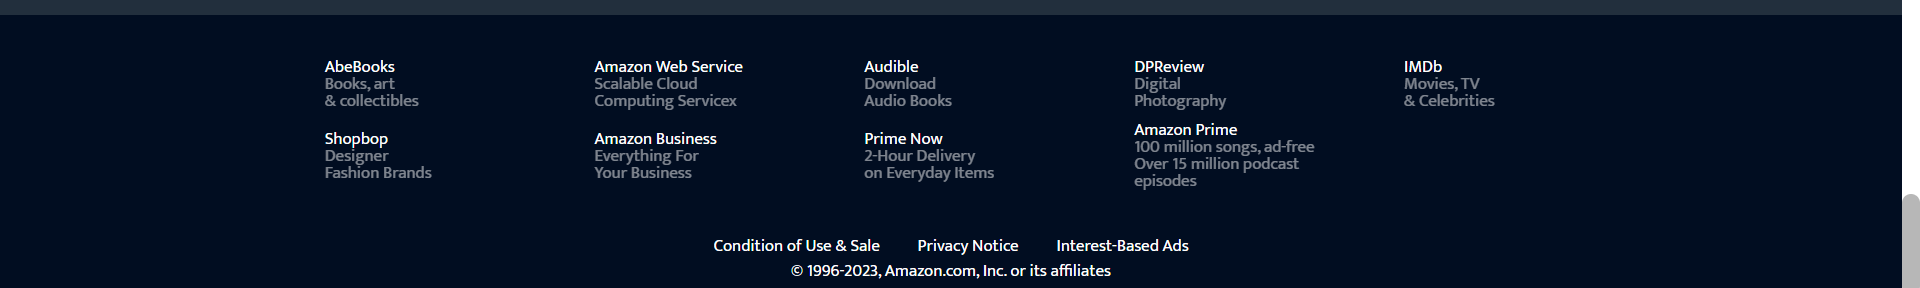 AbeBooks
Books, art
& collectibles
Amazon Web Service
Scalable Cloud
Computing Servicex
Audible
Download
Audio Books
DPReview
Digital
Photography
IMDb
Movies, TV
& Celebrities
Shopbop
Designer
Fashion Brands
Amazon Business
Everything For
Your Business
Prime Now
2-Hour Delivery
on Everyday Items
Amazon Prime
100 million songs, ad-free
Over 15 million podcast
episodes
Condition of Use & Sale
Privacy Notice
Interest-Based Ads
© 1996-2023, Amazon.com, Inc. or its affiliates